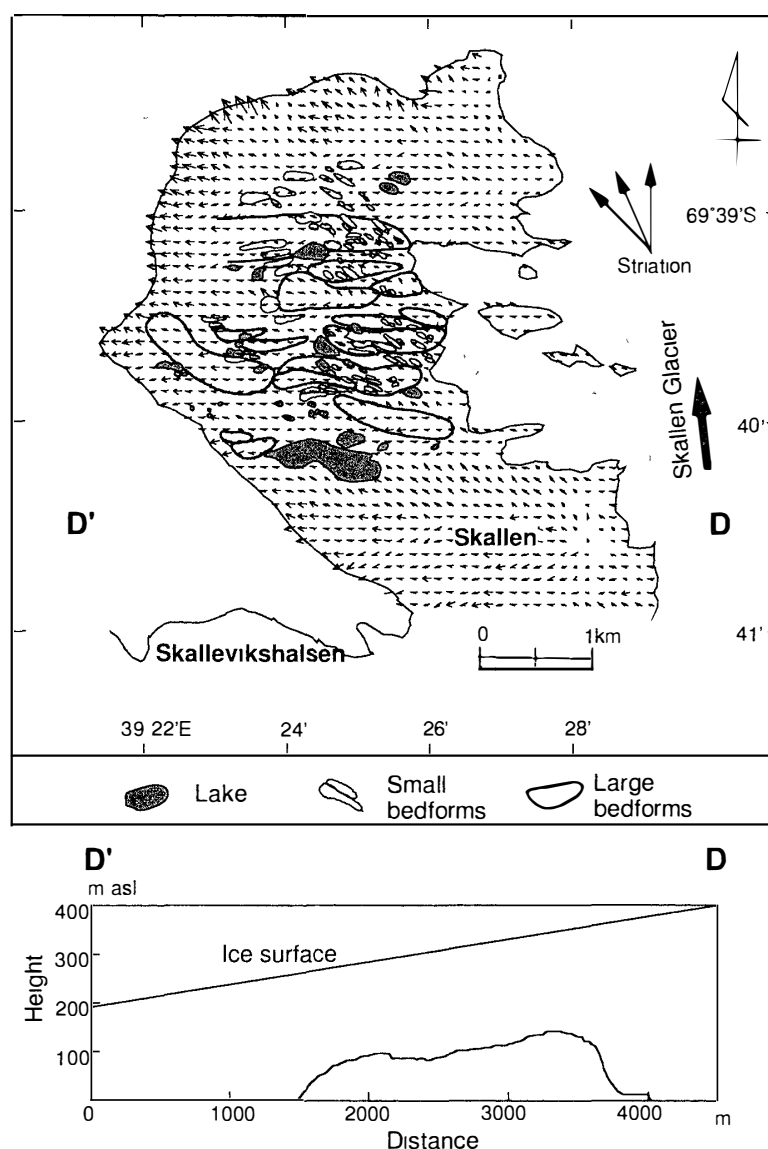 69°39'S
Striation
Skallen Glacier
40'
D'
D
Skallen
41'
0
1km
Skallevikshalsen
39 22'E
24'
26'
28'
Lake
Small
bedforms
Large
bedforms
D'
D
m asl
400
300
200
100
Height
Ice surface
0
1000
2000
3000
4000
m
Distance